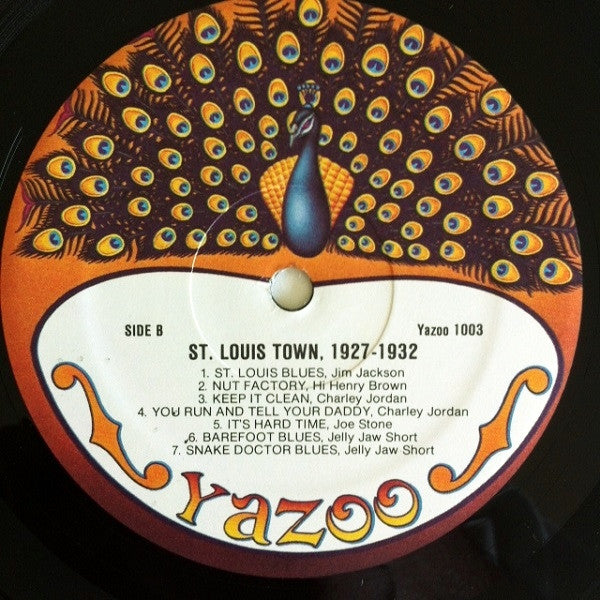 SIDE B
Yazoo 1003
ST. LOUIS TOWN, 1927-1932
1. ST. LOUIS BLUES, Jim Jackson
2. NUT FACTORY, Hi Henry Brown
3. KEEP IT CLEAN, Charley Jordan
4. YOU RUN AND TELL YOUR DADDY, Charley Jordan
5. IT'S HARD TIME, Joe Stone
6. BAREFOOT BLUES, Jelly Jaw Short
7. SNAKE DOCTOR BLUES, Jelly Jaw Short
Yazoo